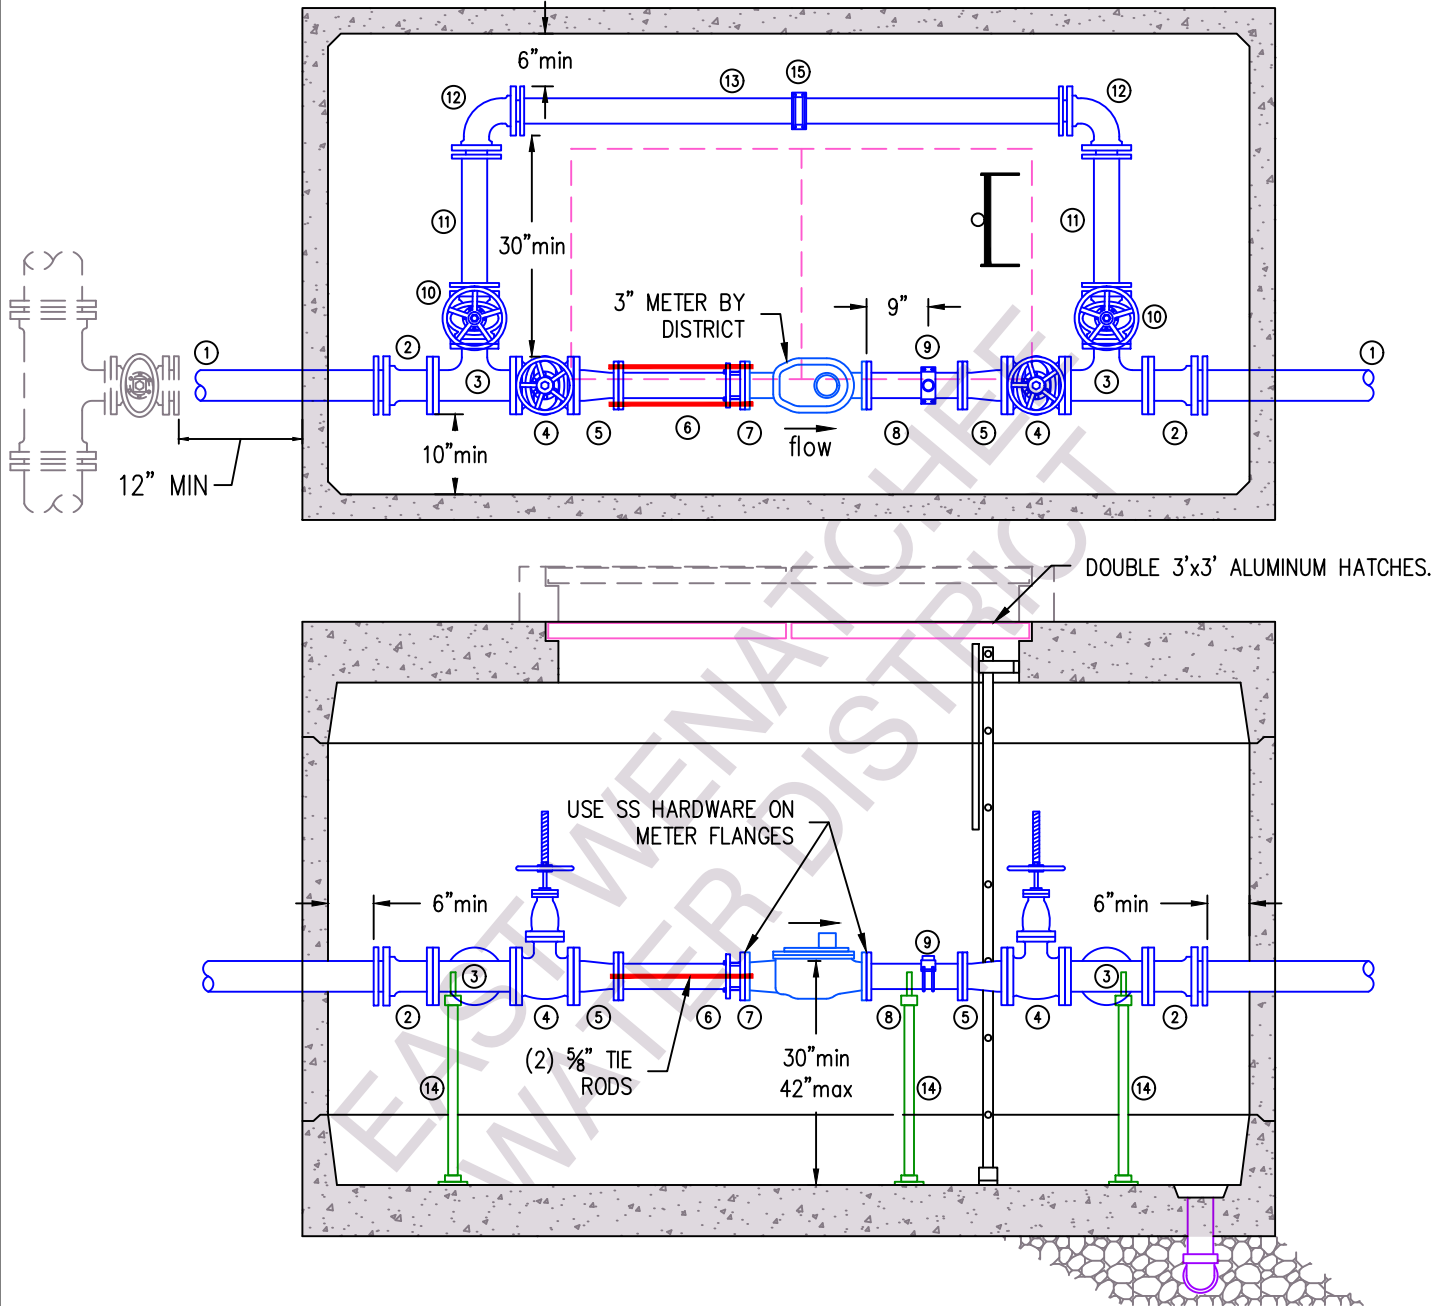 6"min
13
15
12
12
11
30"min
11
3" METER BY
DISTRICT
9"
10
10
1
2
3
9
3
1
4
5
6
7
flow
8
5
4
2
10"min
12" MIN
DOUBLE 3'x3' ALUMINUM HATCHES.
EAST WENATCHEE
WATER DISTRICT
USE SS HARDWARE ON
METER FLANGES
6"min
6"min
9
3
3
2
4
5
6
7
8
5
4
2
(2) 5/8" TIE
RODS
30"min
42"max
14
14
14